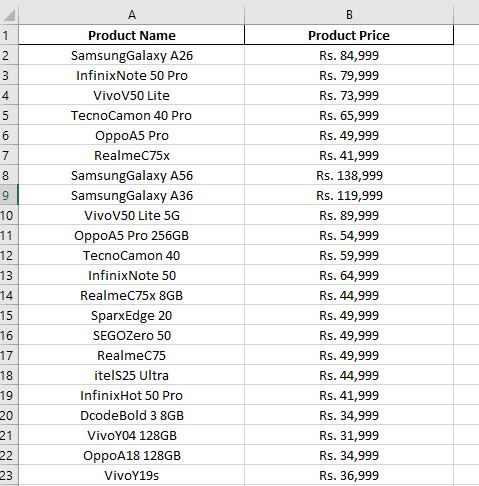 A B
1 Product Name Product Price
2 SamsungGalaxy A26 Rs. 84,999
3 InfinixNote 50 Pro Rs. 79,999
4 VivoV50 Lite Rs. 73,999
5 TecnoCamon 40 Pro Rs. 65,999
6 OppoA5 Pro Rs. 49,999
7 RealmeC75x Rs. 41,999
8 SamsungGalaxy A56 Rs. 138,999
9 SamsungGalaxy A36 Rs. 119,999
10 VivoV50 Lite 5G Rs. 89,999
11 OppoA5 Pro 256GB Rs. 54,999
12 TecnoCamon 40 Rs. 59,999
13 InfinixNote 50 Rs. 64,999
14 RealmeC75x 8GB Rs. 44,999
15 SparxEdge 20 Rs. 49,999
16 SEGOZero 50 Rs. 49,999
17 RealmeC75 Rs. 49,999
18 itelS25 Ultra Rs. 44,999
19 InfinixHot 50 Pro Rs. 41,999
20 DcodeBold 3 8GB Rs. 34,999
21 VivoY04 128GB Rs. 31,999
22 OppoA18 128GB Rs. 34,999
23 VivoY19s Rs. 36,999